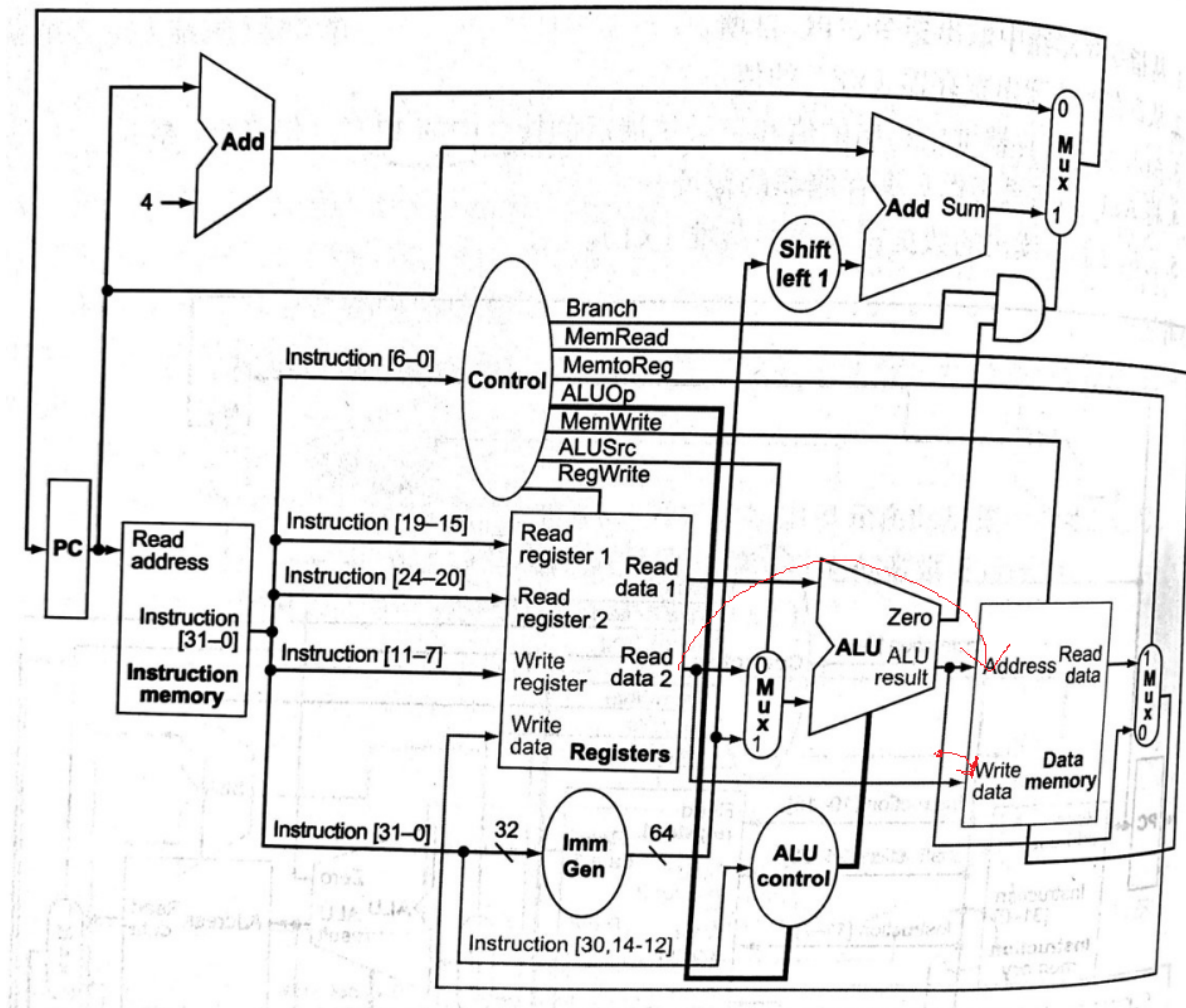 Add
4
0
Mux
1
Add Sum
Shift
left 1
Branch
MemRead
Instruction [6–0]
MemtoReg
Control
ALUOp
MemWrite
ALUSrc
RegWrite
PC
Read
address
Instruction
[31–0]
Instruction
memory
Instruction [19–15]
Read
register 1
Read
data 1
Instruction [24–20]
Read
register 2
Instruction [11–7]
Write
register
Read
data 2
Write
data
Registers
0
Mux
1
Zero
ALU
ALU
result
Address
Read
data
1
Mux
0
Write
data
Data
memory
Instruction [31–0]
32
Imm
Gen
64
ALU
control
Instruction [30,14-12]